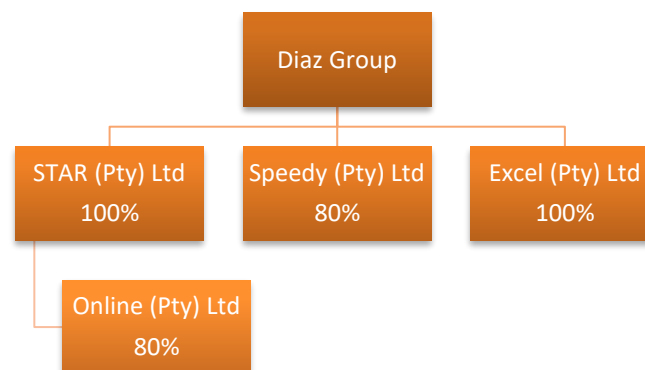 Diaz Group
STAR (Pty) Ltd
100%
Speedy (Pty) Ltd
80%
Excel (Pty) Ltd
100%
Online (Pty) Ltd
80%